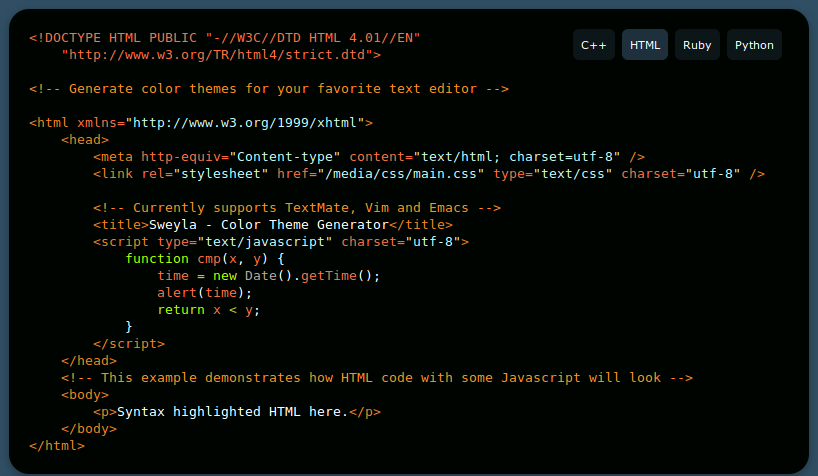 <!DOCTYPE HTML PUBLIC "-//W3C//DTD HTML 4.01//EN"
    "http://www.w3.org/TR/html4/strict.dtd">
C++ HTML Ruby Python
<!-- Generate color themes for your favorite text editor -->
<html xmlns="http://www.w3.org/1999/xhtml">
    <head>
        <meta http-equiv="Content-type" content="text/html; charset=utf-8" />
        <link rel="stylesheet" href="/media/css/main.css" type="text/css" charset="utf-8" />
        <!-- Currently supports TextMate, Vim and Emacs -->
        <title>Sweyla - Color Theme Generator</title>
        <script type="text/javascript" charset="utf-8">
            function cmp(x, y) {
                time = new Date().getTime();
                alert(time);
                return x < y;
            }
        </script>
    </head>
    <!-- This example demonstrates how HTML code with some Javascript will look -->
    <body>
        <p>Syntax highlighted HTML here.</p>
    </body>
</html>